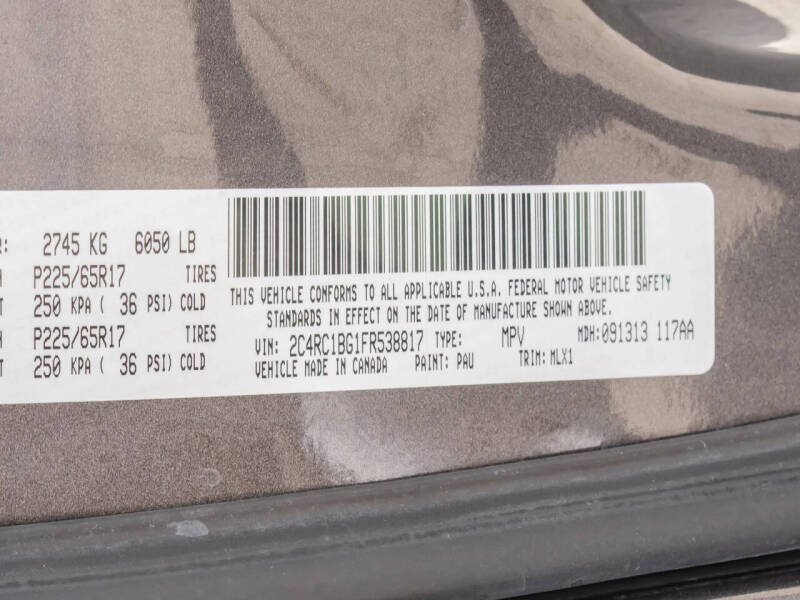 R: 2745 KG 6050 LB
P225/65R17 TIRES
250 KPA ( 36 PSI) COLD
P225/65R17 TIRES
250 KPA ( 36 PSI) COLD
THIS VEHICLE CONFORMS TO ALL APPLICABLE U.S.A. FEDERAL MOTOR VEHICLE SAFETY
STANDARDS IN EFFECT ON THE DATE OF MANUFACTURE SHOWN ABOVE.
VIN: 2C4RC1BG1FR538817 TYPE: MPV MDH:091313 117AA
VEHICLE MADE IN CANADA PAINT: PAU TRIM: MLX1